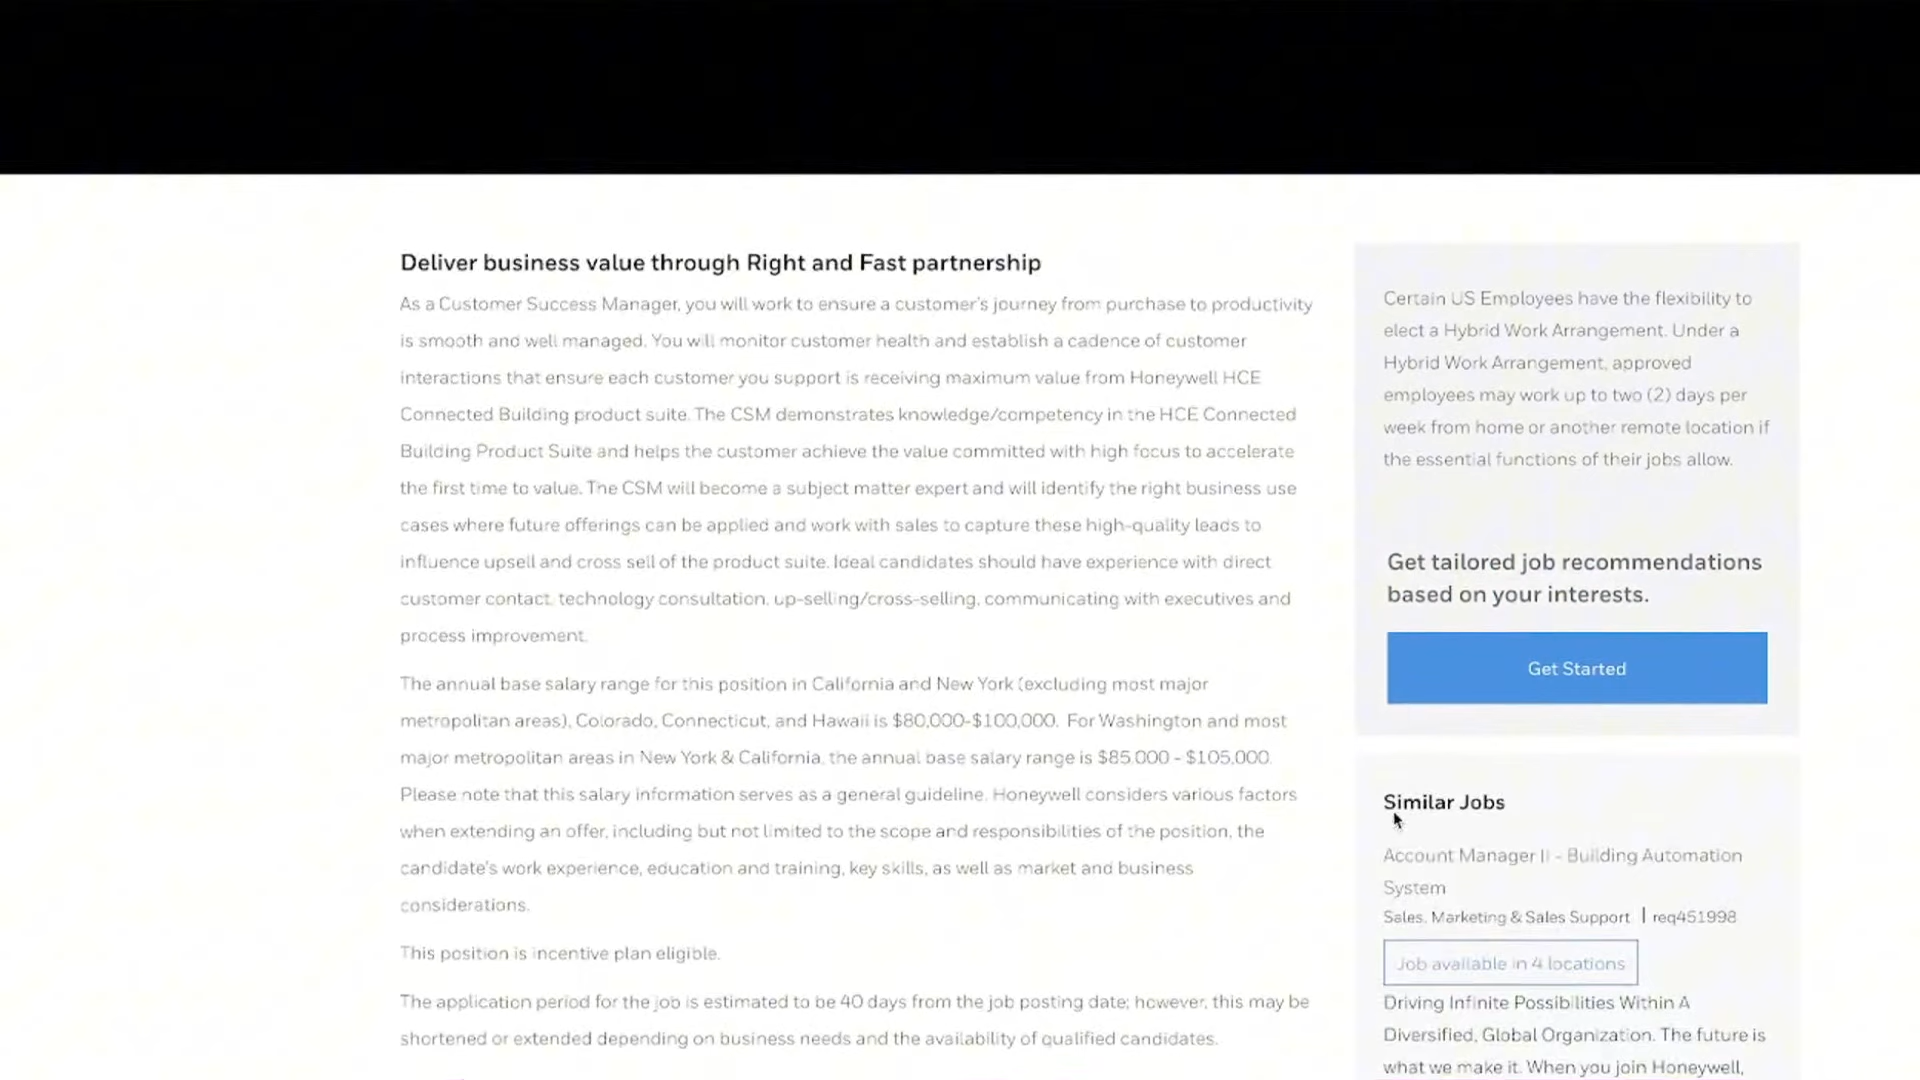 Deliver business value through Right and Fast partnership
As a Customer Success Manager, you will work to ensure a customer's journey from purchase to productivity
is smooth and well managed. You will monitor customer health and establish a cadence of customer
interactions that ensure each customer you support is receiving maximum value from Honeywell HCE
Connected Building product suite. The CSM demonstrates knowledge/competency in the HCE Connected
Building Product Suite and helps the customer achieve the value committed with high focus to accelerate
the first time to value. The CSM will become a subject matter expert and will identify the right business use
cases where future offerings can be applied and work with sales to capture these high-quality leads to
influence upsell and cross sell of the product suite. Ideal candidates should have experience with direct
customer contact, technology consultation, up-selling/cross-selling, communicating with executives and
process improvement.
The annual base salary range for this position in California and New York (excluding most major
metropolitan areas), Colorado, Connecticut, and Hawaii is $80,000-$100,000. For Washington and most
major metropolitan areas in New York & California, the annual base salary range is $85,000 - $105,000.
Please note that this salary information serves as a general guideline. Honeywell considers various factors
when extending an offer, including but not limited to the scope and responsibilities of the position, the
candidate's work experience, education and training, key skills, as well as market and business
considerations.
This position is incentive plan eligible.
The application period for the job is estimated to be 40 days from the job posting date; however, this may be
shortened or extended depending on business needs and the availability of qualified candidates.
Certain US Employees have the flexibility to
elect a Hybrid Work Arrangement. Under a
Hybrid Work Arrangement, approved
employees may work up to two (2) days per
week from home or another remote location if
the essential functions of their jobs allow.
Get tailored job recommendations
based on your interests.
Get Started
Similar Jobs
Account Manager II - Building Automation
System
Sales, Marketing & Sales Support | req451998
Job available in 4 locations
Driving Infinite Possibilities Within A
Diversified, Global Organization. The future is
what we make it. When you join Honeywell,